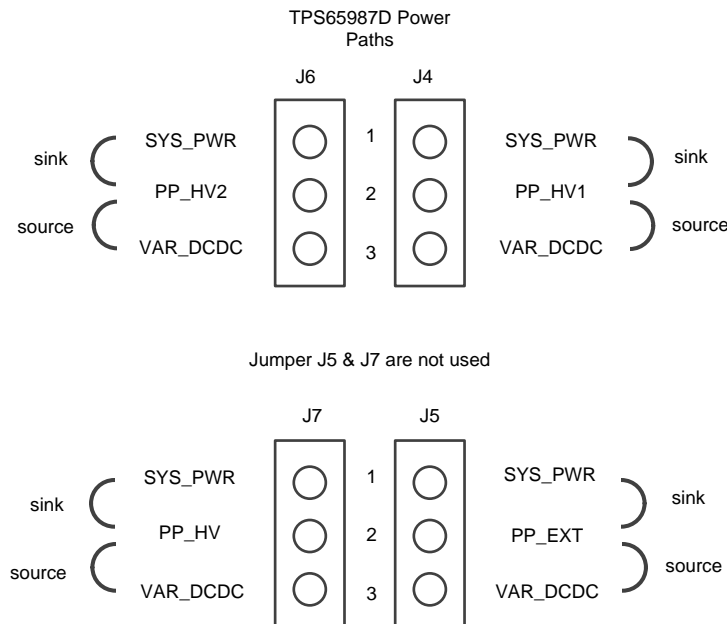 TPS65987D Power
Paths
J6 J4
SYS_PWR 1 SYS_PWR
sink sink
PP_HV2 2 PP_HV1
source source
VAR_DCDC 3 VAR_DCDC
Jumper J5 & J7 are not used
J7 J5
SYS_PWR 1 SYS_PWR
sink sink
PP_HV 2 PP_EXT
source source
VAR_DCDC 3 VAR_DCDC